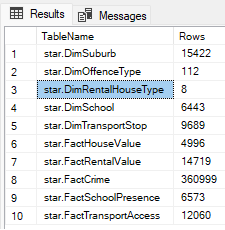 Results Messages
TableName Rows
1 star.DimSuburb 15422
2 star.DimOffenceType 112
3 star.DimRentalHouseType 8
4 star.DimSchool 6443
5 star.DimTransportStop 9689
6 star.FactHouseValue 4996
7 star.FactRentalValue 14719
8 star.FactCrime 360999
9 star.FactSchoolPresence 6573
10 star.FactTransportAccess 12060